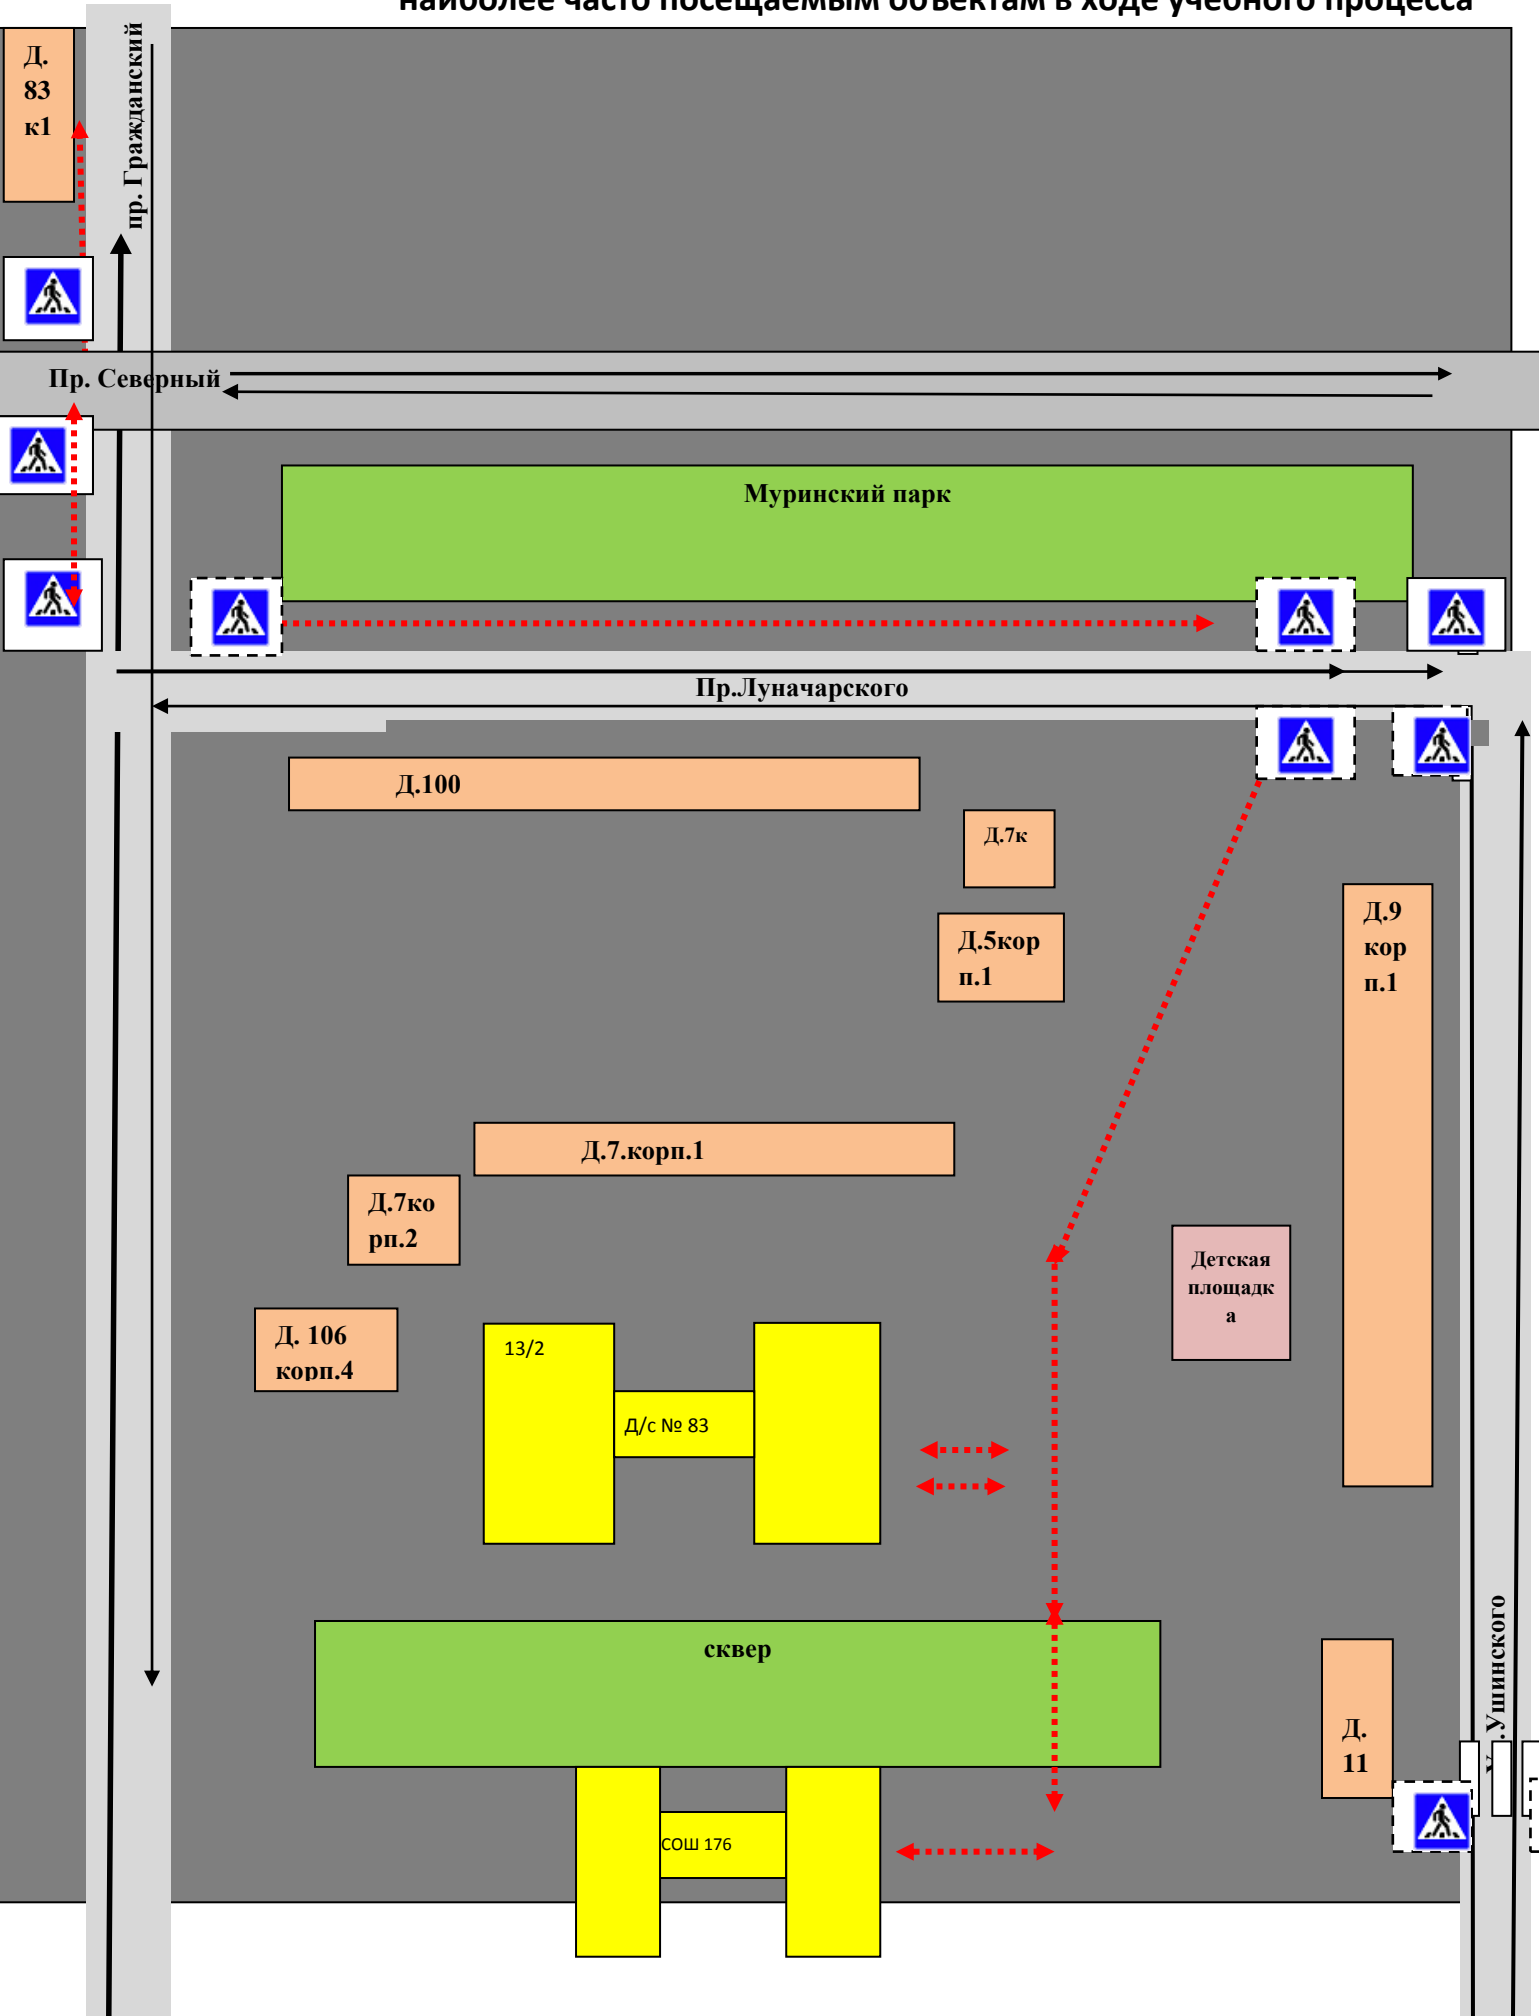 наиболее часто посещаемым объектам в ходе учебного процесса
Д.
83
к1
пр. Гражданский
Пр. Северный
Муринский парк
Пр.Луначарского
Д.100
Д.7к
Д.5кор
п.1
Д.9
кор
п.1
Д.7.корп.1
Д.7ко
рп.2
Детская
площадк
а
Д. 106
корп.4
13/2
Д/с № 83
сквер
.Ушинского
Д.
11
СОШ 176